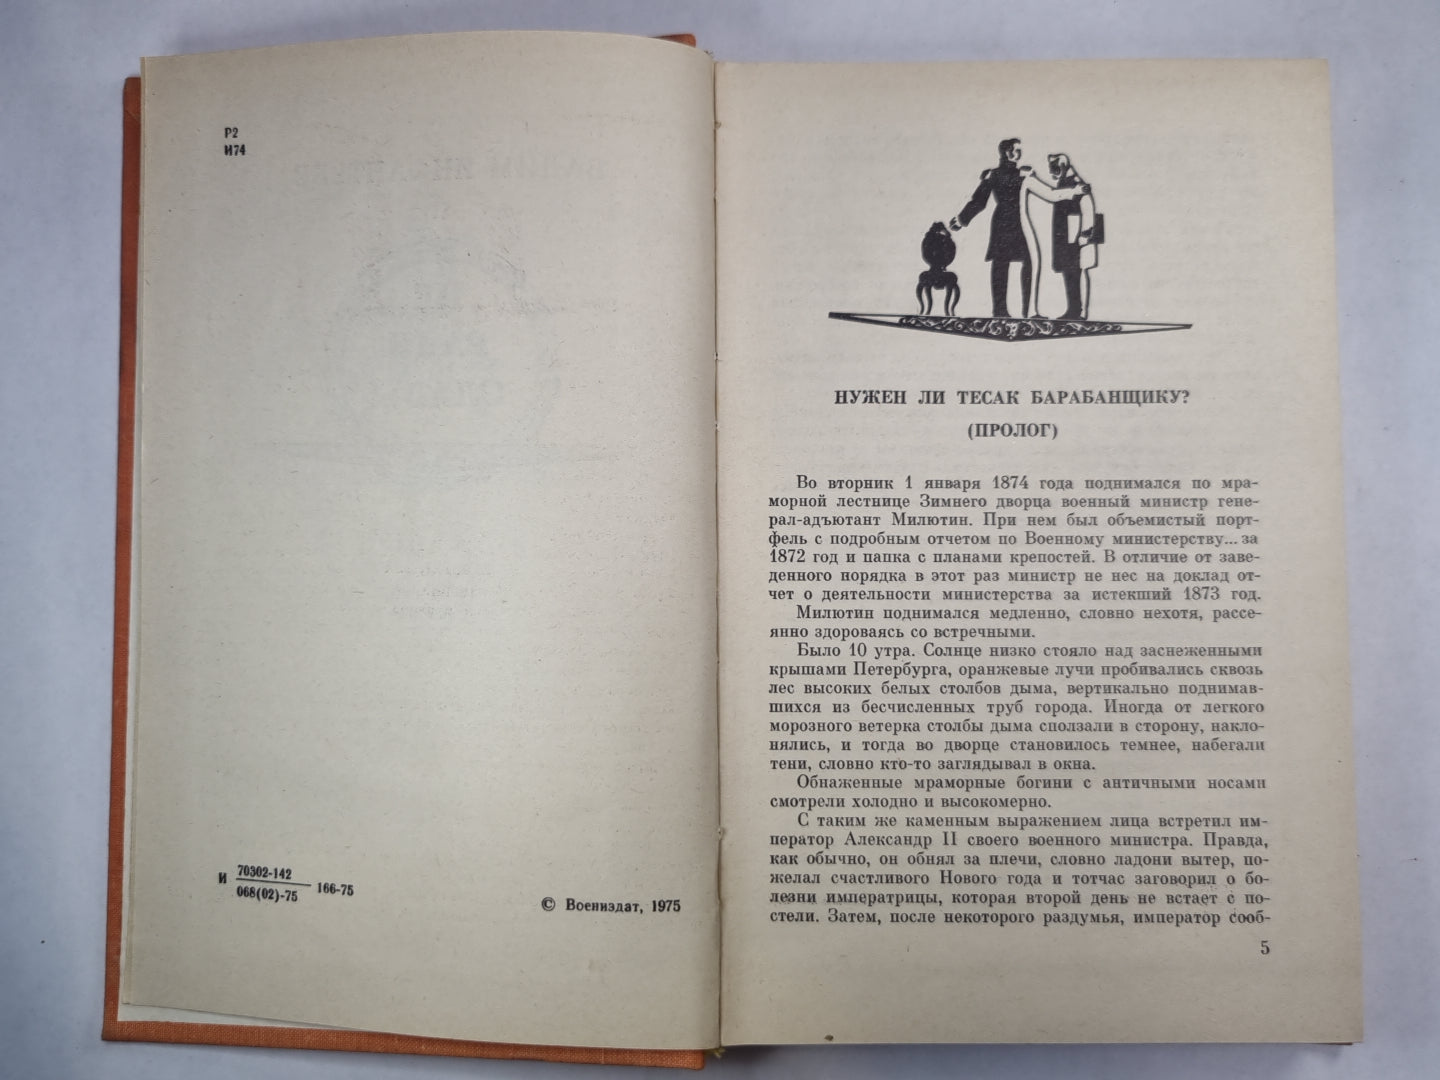 Р2
И74
И 70302-142 166-75
068(02)-75
© Воениздат, 1975
НУЖЕН ЛИ ТЕСАК БАРАБАНЩИКУ?
(ПРОЛОГ)
Во вторник 1 января 1874 года поднимался по мра-
морной лестнице Зимнего дворца военный министр гене-
рал-адъютант Милютин. При нем был объемистый порт-
фель с подробным отчетом по Военному министерству... за
1872 год и папка с планами крепостей. В отличие от заве-
денного порядка в этот раз министр не нес на доклад от-
чет о деятельности министерства за истекший 1873 год.
Милютин поднимался медленно, словно нехотя, рассе-
янно здороваясь со встречными.
Было 10 утра. Солнце низко стояло над заснеженными
крышами Петербурга, оранжевые лучи пробивались сквозь
лес высоких белых столбов дыма, вертикально поднимав-
шихся из бесчисленных труб города. Иногда от легкого
морозного ветерка столбы дыма сползали в сторону, накло-
нялись, и тогда во дворце становилось темнее, набегали
тени, словно кто-то заглядывал в окна.
Обнаженные мраморные богини с античными носами
смотрели холодно и высокомерно.
С таким же каменным выражением лица встретил им-
ператор Александр II своего военного министра. Правда,
как обычно, он обнял за плечи, словно ладони вытер, по-
желал счастливого Нового года и тотчас заговорил о бо-
лезни императрицы, которая второй день не встает с по-
стели. Затем, после некоторого раздумья, император сооб-
5